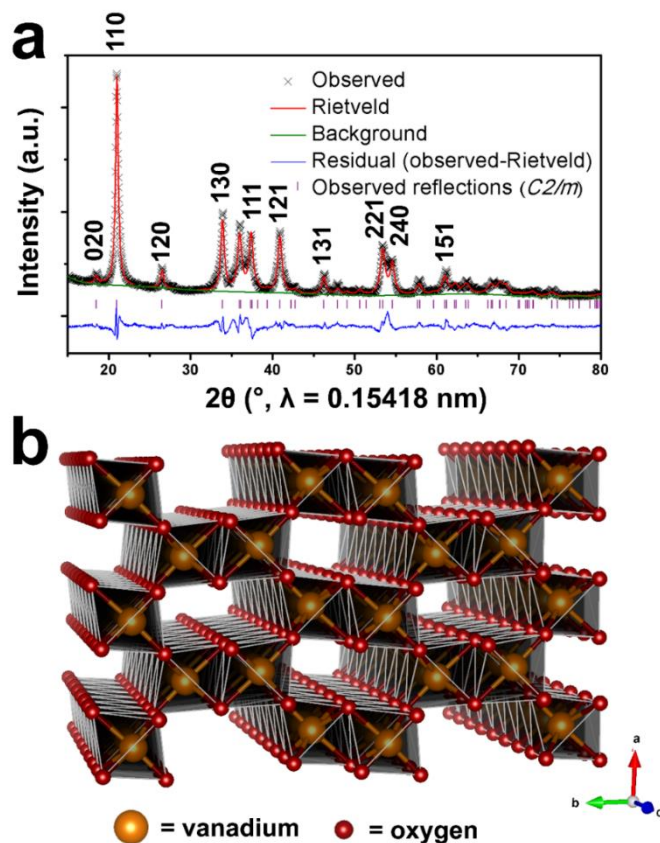 a
110
Observed
Rietveld
Background
Residual (observed-Rietveld)
Observed reflections (C2/m)
020
120
130
111
121
131
221
240
151
Intensity (a.u.)
20 30 40 50 60 70 80
2θ (°, λ = 0.15418 nm)
b
a
b
c
= vanadium = oxygen